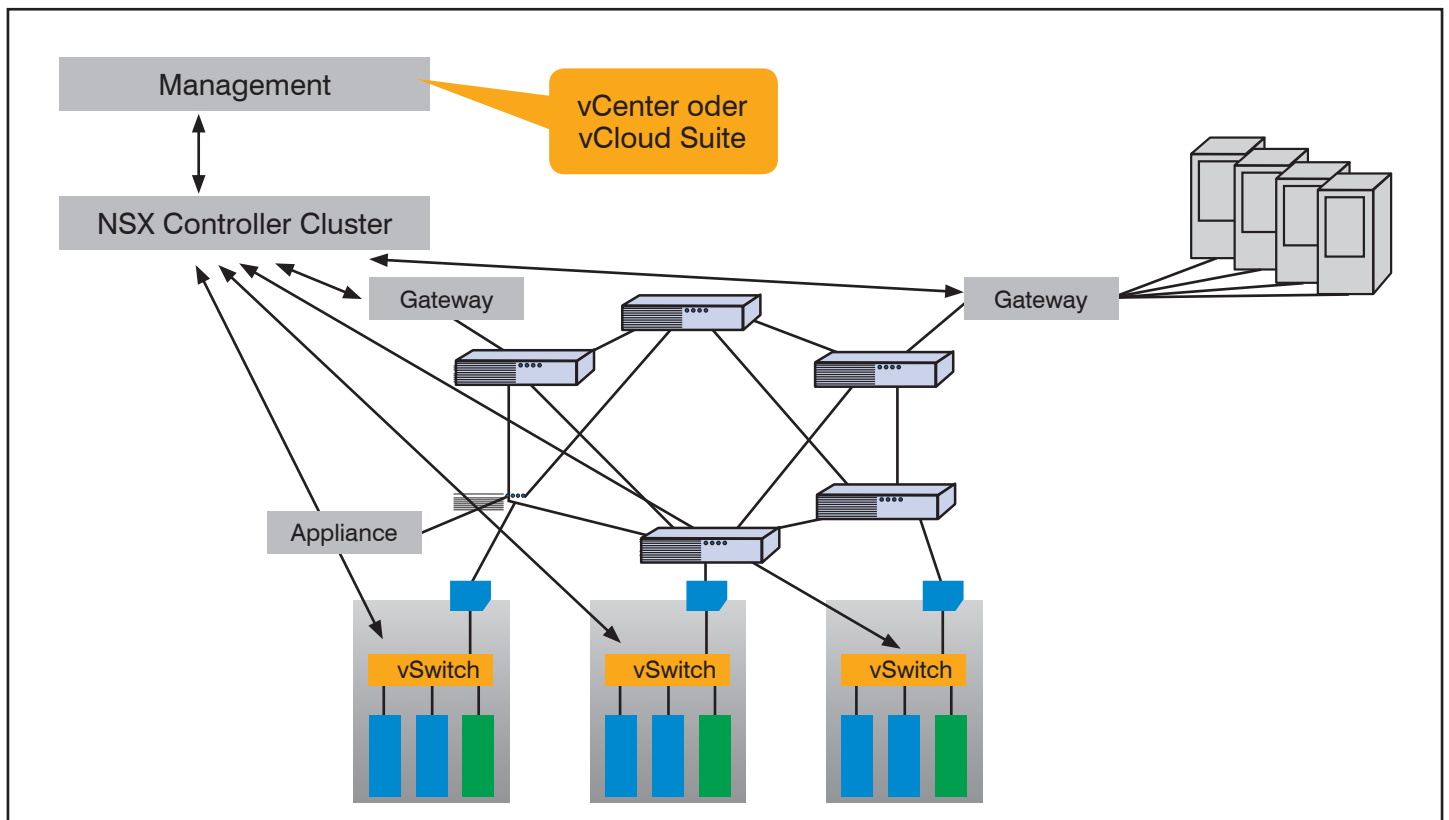 Management
vCenter oder
vCloud Suite
NSX Controller Cluster
Gateway
Gateway
Appliance
vSwitch
vSwitch
vSwitch